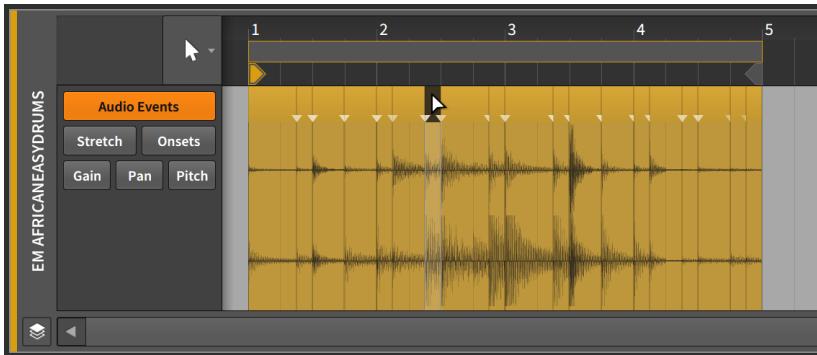 1 2 3 4 5
EM AFRICANEASYDRUMS
Audio Events
Stretch Onsets
Gain Pan Pitch